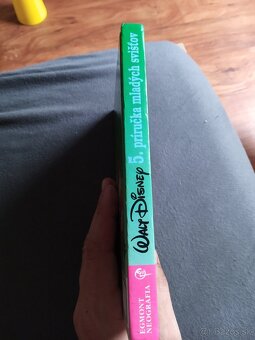 WALT DISNEY 5. príručka mladých svišťov
EGMONT
NEOGRAFIA